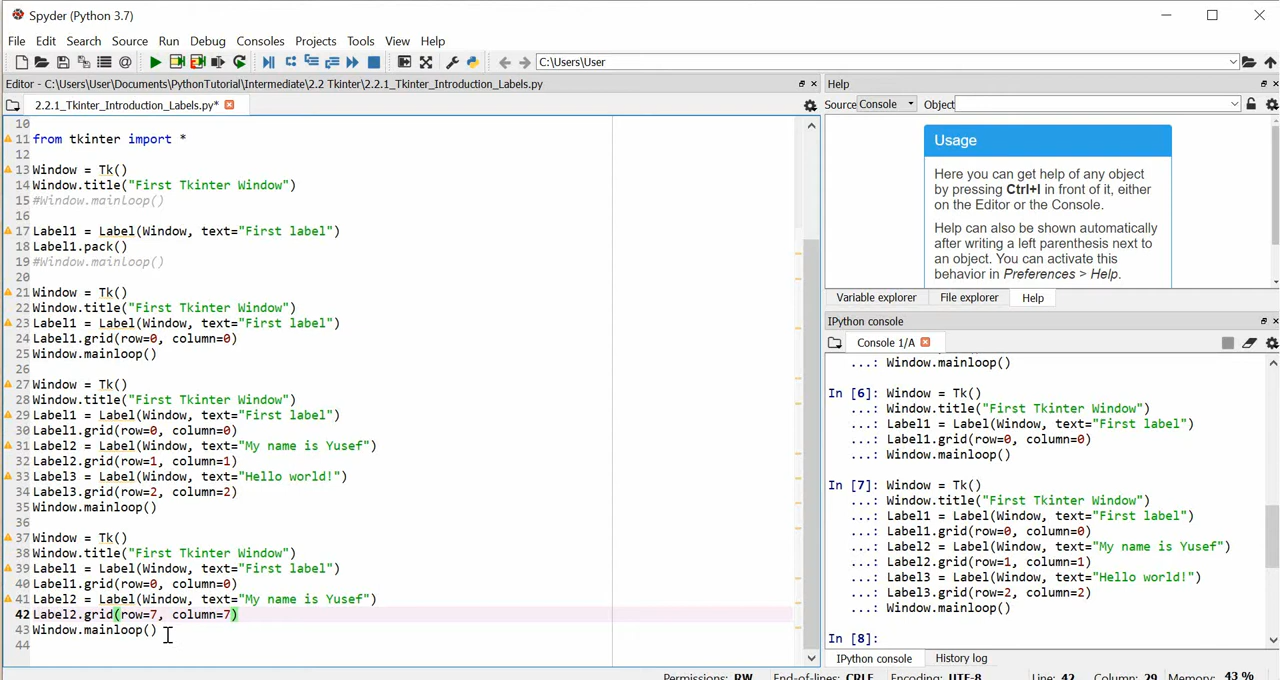 Spyder (Python 3.7)
File Edit Search Source Run Debug Consoles Projects Tools View Help
C:\Users\User
Editor - C:\Users\User\Documents\PythonTutorial\Intermediate\2.2 Tkinter\2.2.1_Tkinter_Introduction_Labels.py
2.2.1_Tkinter_Introduction_Labels.py*
10
11 from tkinter import *
12
13 Window = Tk()
14 Window.title("First Tkinter Window")
15 #Window.mainloop()
16
17 Label1 = Label(Window, text="First label")
18 Label1.pack()
19 #Window.mainloop()
20
21 Window = Tk()
22 Window.title("First Tkinter Window")
23 Label1 = Label(Window, text="First label")
24 Label1.grid(row=0, column=0)
25 Window.mainloop()
26
27 Window = Tk()
28 Window.title("First Tkinter Window")
29 Label1 = Label(Window, text="First label")
30 Label1.grid(row=0, column=0)
31 Label2 = Label(Window, text="My name is Yusef")
32 Label2.grid(row=1, column=1)
33 Label3 = Label(Window, text="Hello world!")
34 Label3.grid(row=2, column=2)
35 Window.mainloop()
36
37 Window = Tk()
38 Window.title("First Tkinter Window")
39 Label1 = Label(Window, text="First label")
40 Label1.grid(row=0, column=0)
41 Label2 = Label(Window, text="My name is Yusef")
42 Label2.grid(row=7, column=7)
43 Window.mainloop()
44
Help
Source Console Object
Usage
Here you can get help of any object
by pressing Ctrl+I in front of it, either
on the Editor or the Console.
Help can also be shown automatically
after writing a left parenthesis next to
an object. You can activate this
behavior in Preferences > Help.
Variable explorer File explorer Help
IPython console
Console 1/A
...: Window.mainloop()
In [6]: Window = Tk()
...: Window.title("First Tkinter Window")
...: Label1 = Label(Window, text="First label")
...: Label1.grid(row=0, column=0)
...: Window.mainloop()
In [7]: Window = Tk()
...: Window.title("First Tkinter Window")
...: Label1 = Label(Window, text="First label")
...: Label1.grid(row=0, column=0)
...: Label2 = Label(Window, text="My name is Yusef")
...: Label2.grid(row=1, column=1)
...: Label3 = Label(Window, text="Hello world!")
...: Label3.grid(row=2, column=2)
...: Window.mainloop()
In [8]:
IPython console History log
Permissions: RW End-of-lines: CRLF Encoding: UTF-8 Line: 42 Column: 29 Memory: 43 %